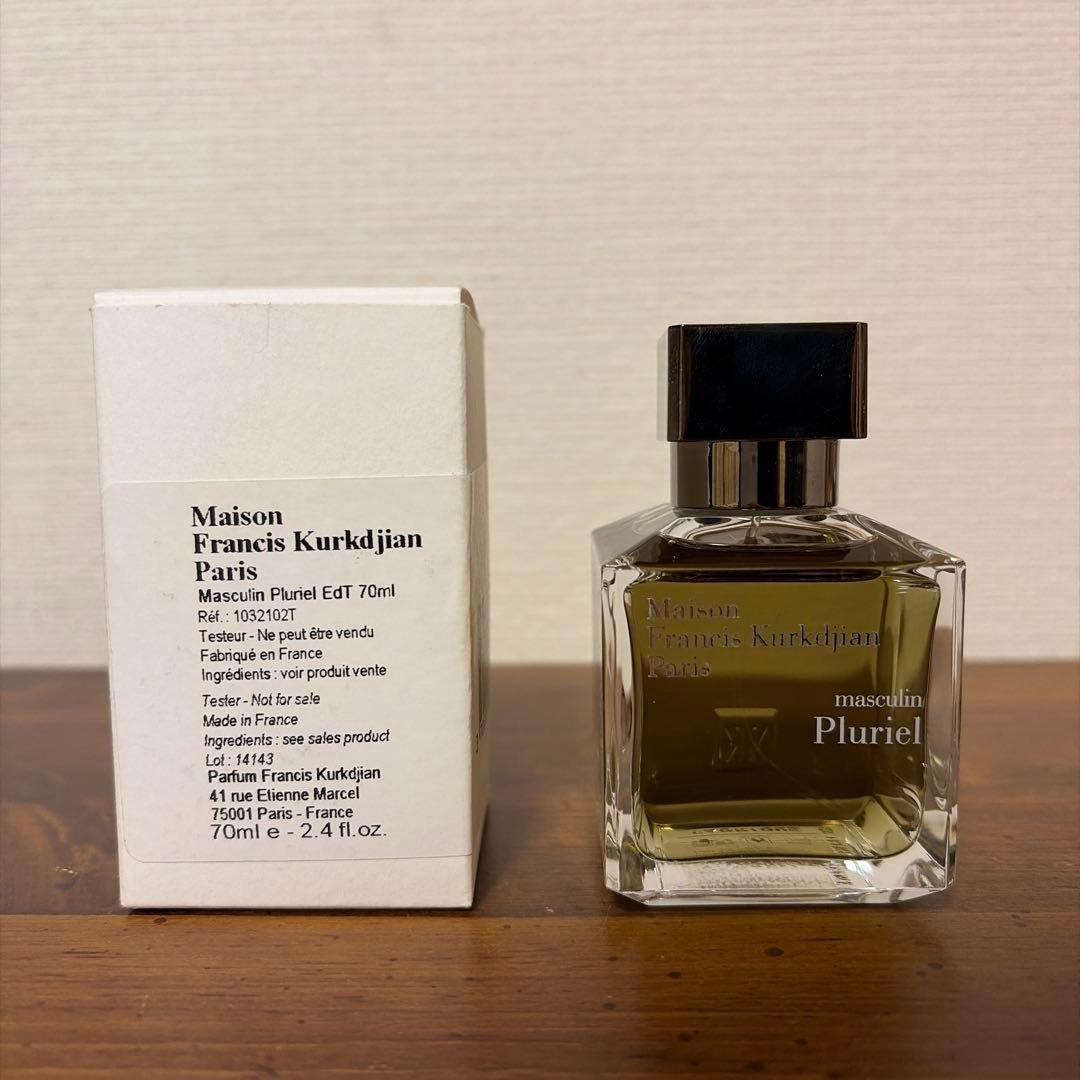 Maison
Francis Kurkdjian
Paris
Masculin Pluriel EdT 70ml
Réf. : 1032102T
Testeur - Ne peut être vendu
Fabriqué en France
Ingrédients : voir produit vente
Tester - Not for sale
Made in France
Ingredients : see sales product
Lot : 14143
Parfum Francis Kurkdjian
41 rue Etienne Marcel
75001 Paris - France
70ml e - 2.4 fl.oz.
Maison
Francis Kurkdjian
Paris
masculin
Pluriel